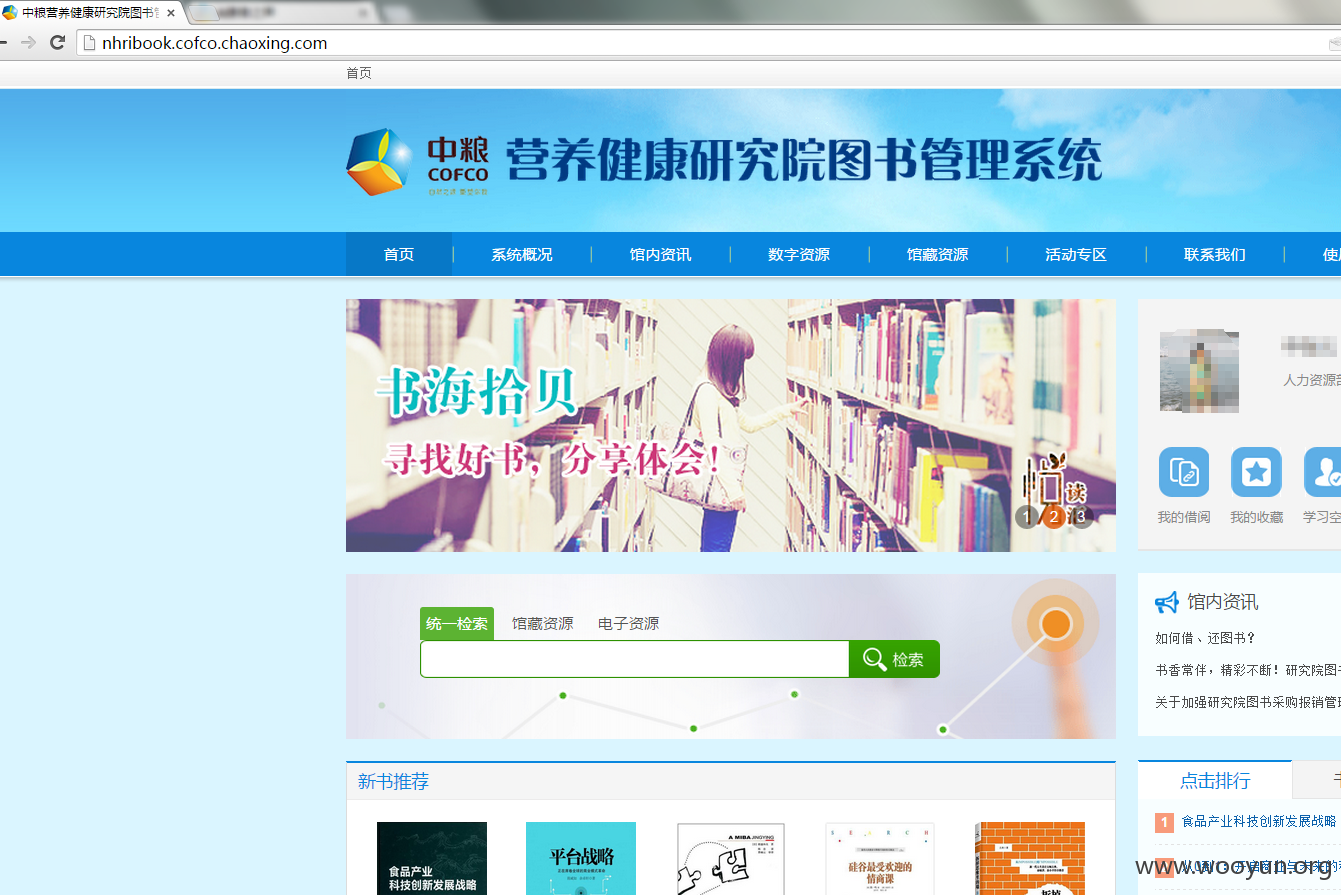 中粮营养健康研究院图书管
nhribook.cofco.chaoxing.com
首页
中粮
COFCO
营养健康研究院图书管理系统
首页
系统概况
馆内资讯
数字资源
馆藏资源
活动专区
联系我们
书海拾贝
寻找好书，分享体会！
悦读
1 2 3
人力资源部
我的借阅
我的收藏
学习空
统一检索
馆藏资源
电子资源
检索
馆内资讯
如何借、还图书？
书香常伴，精彩不断！研究院图书
关于加强研究院图书采购报销管理
新书推荐
点击排行
1 食品产业科技创新发展战略
食品产业
科技创新发展战略
平台战略
A MIBA JINGYING
SEARCH
硅谷最受欢迎的
情商课
www.wooyun.org